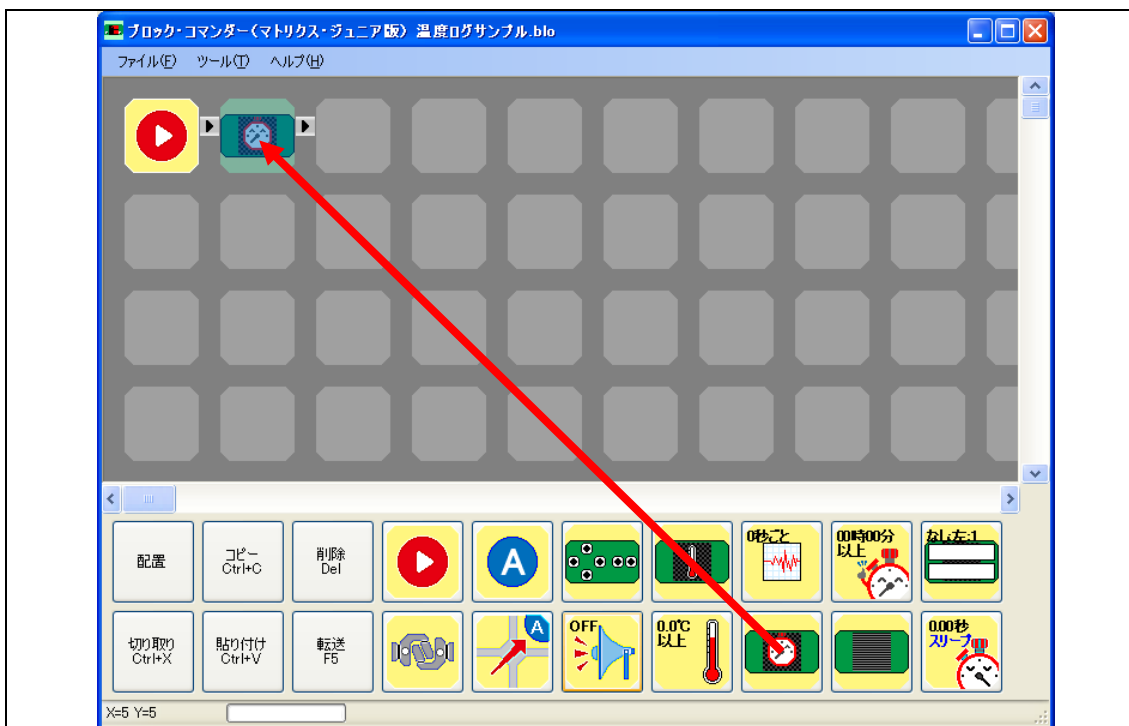 ブロック・コマンダー(マトリクス・ジュニア版) 温度ログサンプル.blo
ファイル(F) ツール(T) ヘルプ(H)
配置
コピー
Ctrl+C
削除
Del
A
0秒ごと
00時00分
以上
なし左:1
切り取り
Ctrl+X
貼り付け
Ctrl+V
転送
F5
A
OFF
0.0℃
以上
0.00秒
スリープ
X=5 Y=5